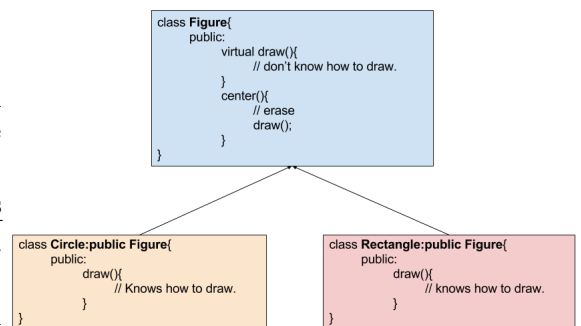 class Figure{
public:
virtual draw(){
// don't know how to draw.
}
center(){
// erase
draw();
}
}
class Circle:public Figure{
public:
draw(){
// Knows how to draw.
}
}
class Rectangle:public Figure{
public:
draw(){
// knows how to draw.
}
}